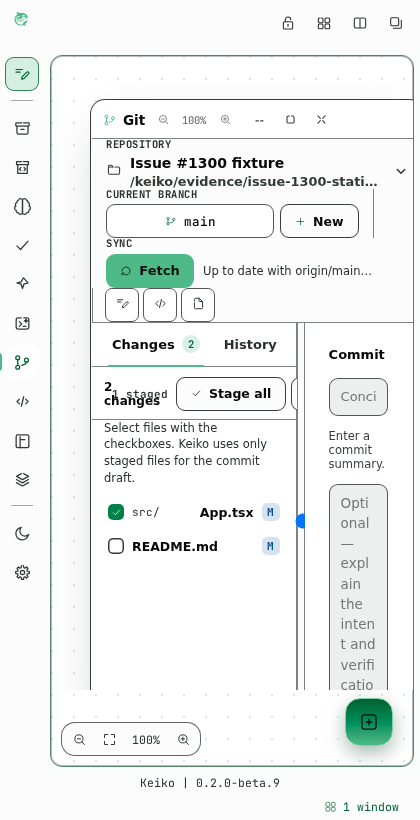 Git
100%
REPOSITORY
Issue #1300 fixture
/keiko/evidence/issue-1300-stati…
CURRENT BRANCH
main
New
SYNC
Fetch
Up to date with origin/main…
Changes 2
History
2 changes
1 staged
Stage all
Select files with the
checkboxes. Keiko uses only
staged files for the commit
draft.
src/ App.tsx M
README.md M
Commit
Conci
Enter a
commit
summary.
Opti
onal
—
expl
ain
the
inten
t and
verifi
catio
100%
Keiko | 0.2.0-beta.9
1 window